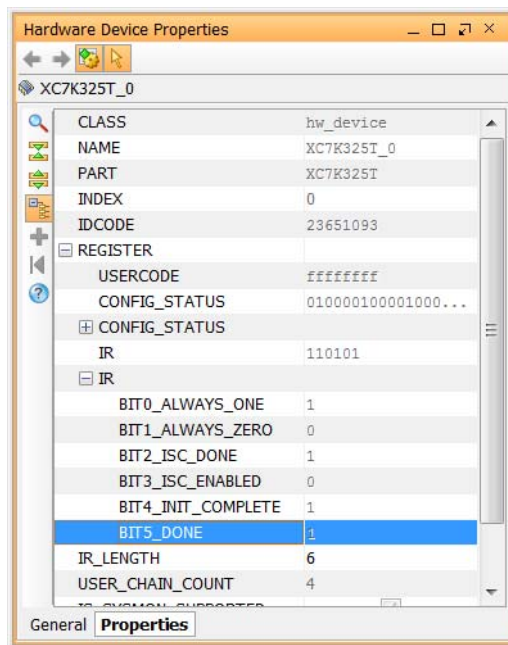 Hardware Device Properties
XC7K325T_0
CLASS hw_device
NAME XC7K325T_0
PART XC7K325T
INDEX 0
IDCODE 23651093
REGISTER
USERCODE ffffffff
CONFIG_STATUS 010000100001000...
CONFIG_STATUS
IR 110101
IR
BIT0_ALWAYS_ONE 1
BIT1_ALWAYS_ZERO 0
BIT2_ISC_DONE 1
BIT3_ISC_ENABLED 0
BIT4_INIT_COMPLETE 1
BIT5_DONE 1
IR_LENGTH 6
USER_CHAIN_COUNT 4
General Properties